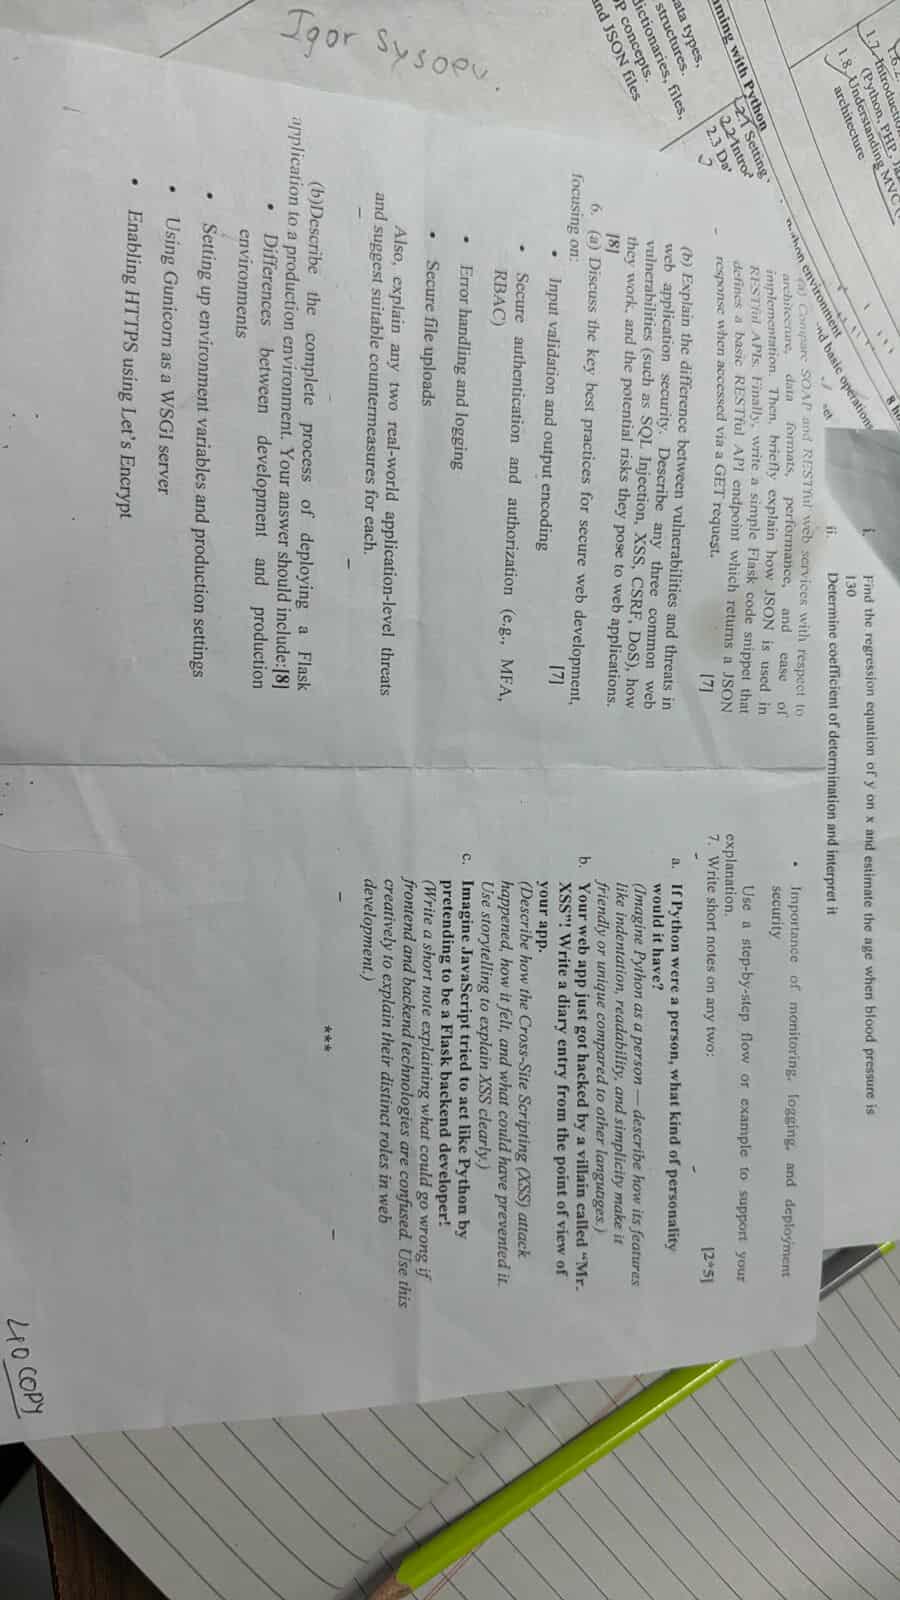 1.7 Introduction
(Python, PHP,
1.8 Understanding MVC
architecture
8
and basic operations
environment
ming with Python
2.1 Setting
2.3
ata types,
structures.
dictionaries, files,
P concepts.
nd JSON files
Igor Sysoev.
i. Find the regression equation of y on x and estimate the age when blood pressure is
130
ii. Determine coefficient of determination and interpret it
(a) Compare SOAP and RESTful web services with respect to
architecture, data formats, performance, and ease of
implementation. Then, briefly explain how JSON is used in
RESTful APIs. Finally, write a simple Flask code snippet that
defines a basic RESTful API endpoint which returns a JSON
response when accessed via a GET request. [7]
(b) Explain the difference between vulnerabilities and threats in
web application security. Describe any three common web
vulnerabilities (such as SQL Injection, XSS, CSRF, DoS), how
they work, and the potential risks they pose to web applications.
[8]
6. (a) Discuss the key best practices for secure web development,
focusing on: [7]
• Input validation and output encoding
• Secure authentication and authorization (e.g., MFA,
RBAC)
• Error handling and logging
• Secure file uploads
Also, explain any two real-world application-level threats
and suggest suitable countermeasures for each.
(b)Describe the complete process of deploying a Flask
application to a production environment. Your answer should include:[8]
• Differences between development and production
environments
• Setting up environment variables and production settings
• Using Gunicorn as a WSGI server
• Enabling HTTPS using Let's Encrypt
• Importance of monitoring, logging, and deployment
security
Use a step-by-step flow or example to support your
explanation.
7. Write short notes on any two: [2*5]
a. If Python were a person, what kind of personality
would it have?
(Imagine Python as a person — describe how its features
like indentation, readability, and simplicity make it
friendly or unique compared to other languages.)
b. Your web app just got hacked by a villain called “Mr.
XSS”! Write a diary entry from the point of view of
your app.
(Describe how the Cross-Site Scripting (XSS) attack
happened, how it felt, and what could have prevented it.
Use storytelling to explain XSS clearly.)
c. Imagine JavaScript tried to act like Python by
pretending to be a Flask backend developer!
(Write a short note explaining what could go wrong if
frontend and backend technologies are confused. Use this
creatively to explain their distinct roles in web
development.)
***
40 COPY